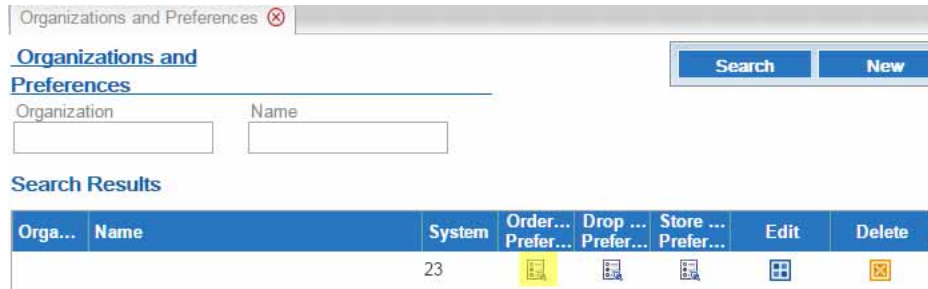 Organizations and Preferences
Organizations and
Preferences
Search New
Organization Name
Search Results
Orga... Name System Order... Prefer... Drop ... Prefer... Store ... Prefer... Edit Delete
23